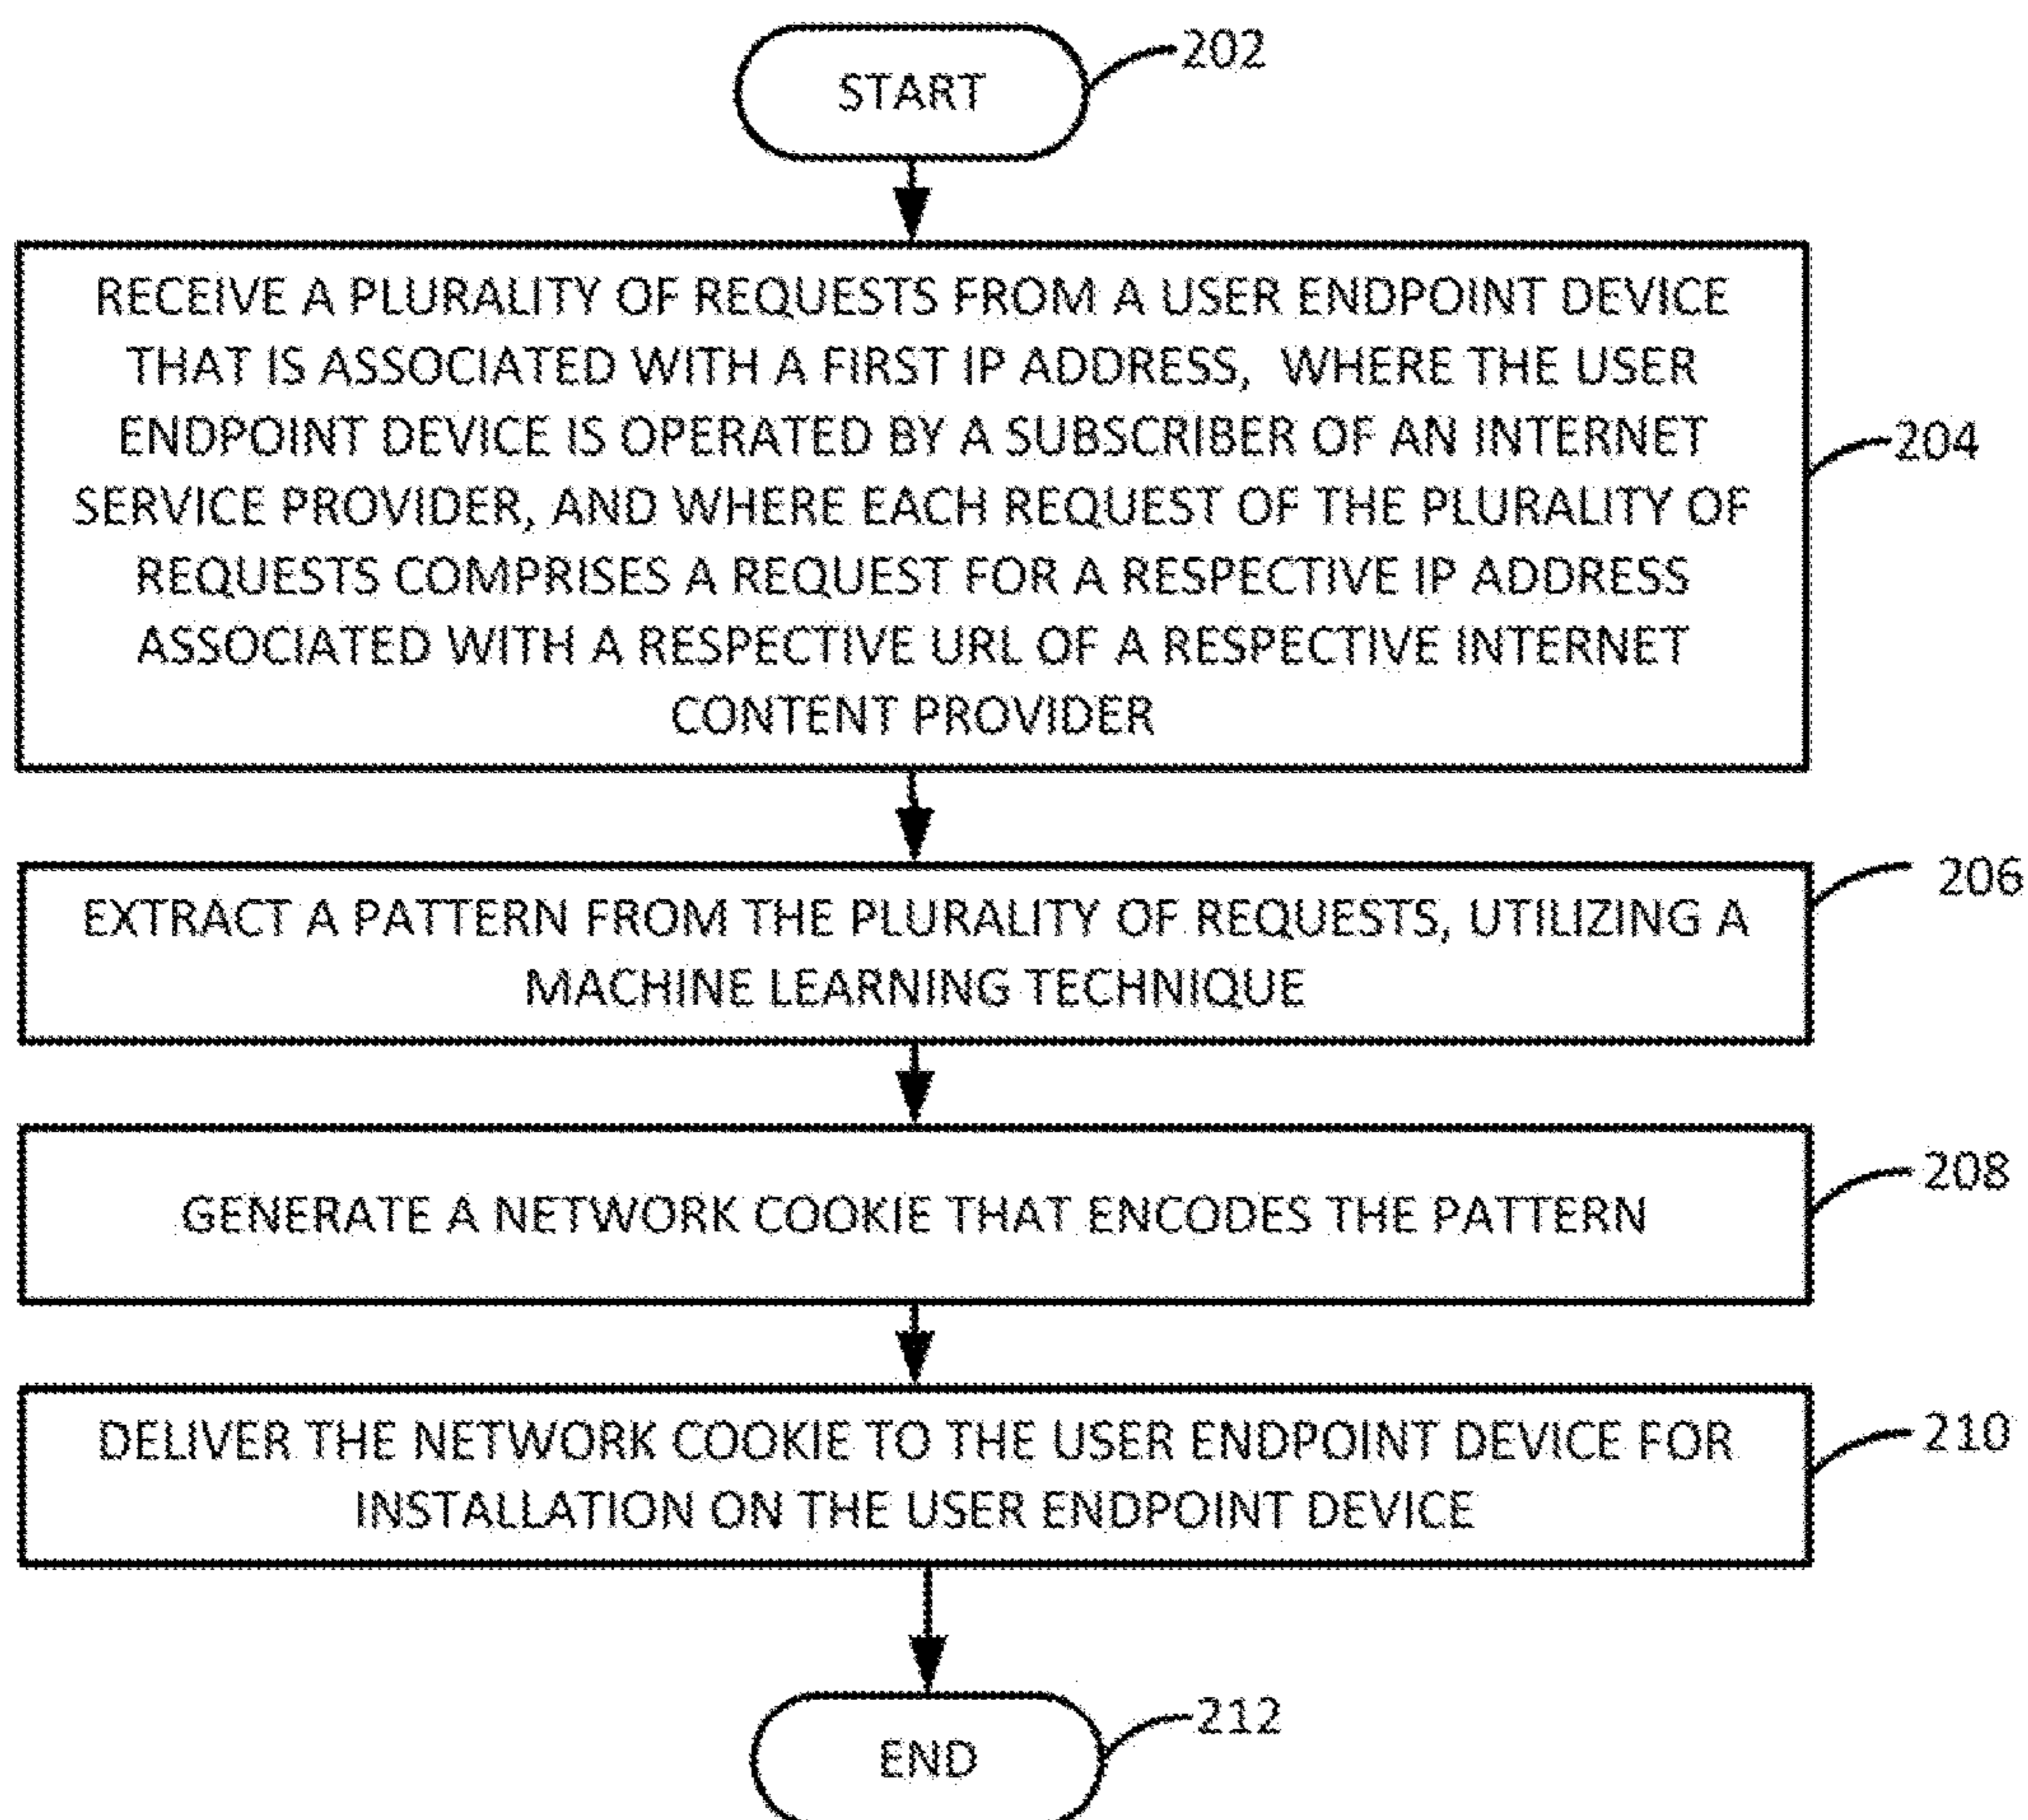 START
202
RECEIVE A PLURALITY OF REQUESTS FROM A USER ENDPOINT DEVICE
THAT IS ASSOCIATED WITH A FIRST IP ADDRESS, WHERE THE USER
ENDPOINT DEVICE IS OPERATED BY A SUBSCRIBER OF AN INTERNET
SERVICE PROVIDER, AND WHERE EACH REQUEST OF THE PLURALITY OF
REQUESTS COMPRISES A REQUEST FOR A RESPECTIVE IP ADDRESS
ASSOCIATED WITH A RESPECTIVE URL OF A RESPECTIVE INTERNET
CONTENT PROVIDER
204
EXTRACT A PATTERN FROM THE PLURALITY OF REQUESTS, UTILIZING A
MACHINE LEARNING TECHNIQUE
206
GENERATE A NETWORK COOKIE THAT ENCODES THE PATTERN
208
DELIVER THE NETWORK COOKIE TO THE USER ENDPOINT DEVICE FOR
INSTALLATION ON THE USER ENDPOINT DEVICE
210
END
212